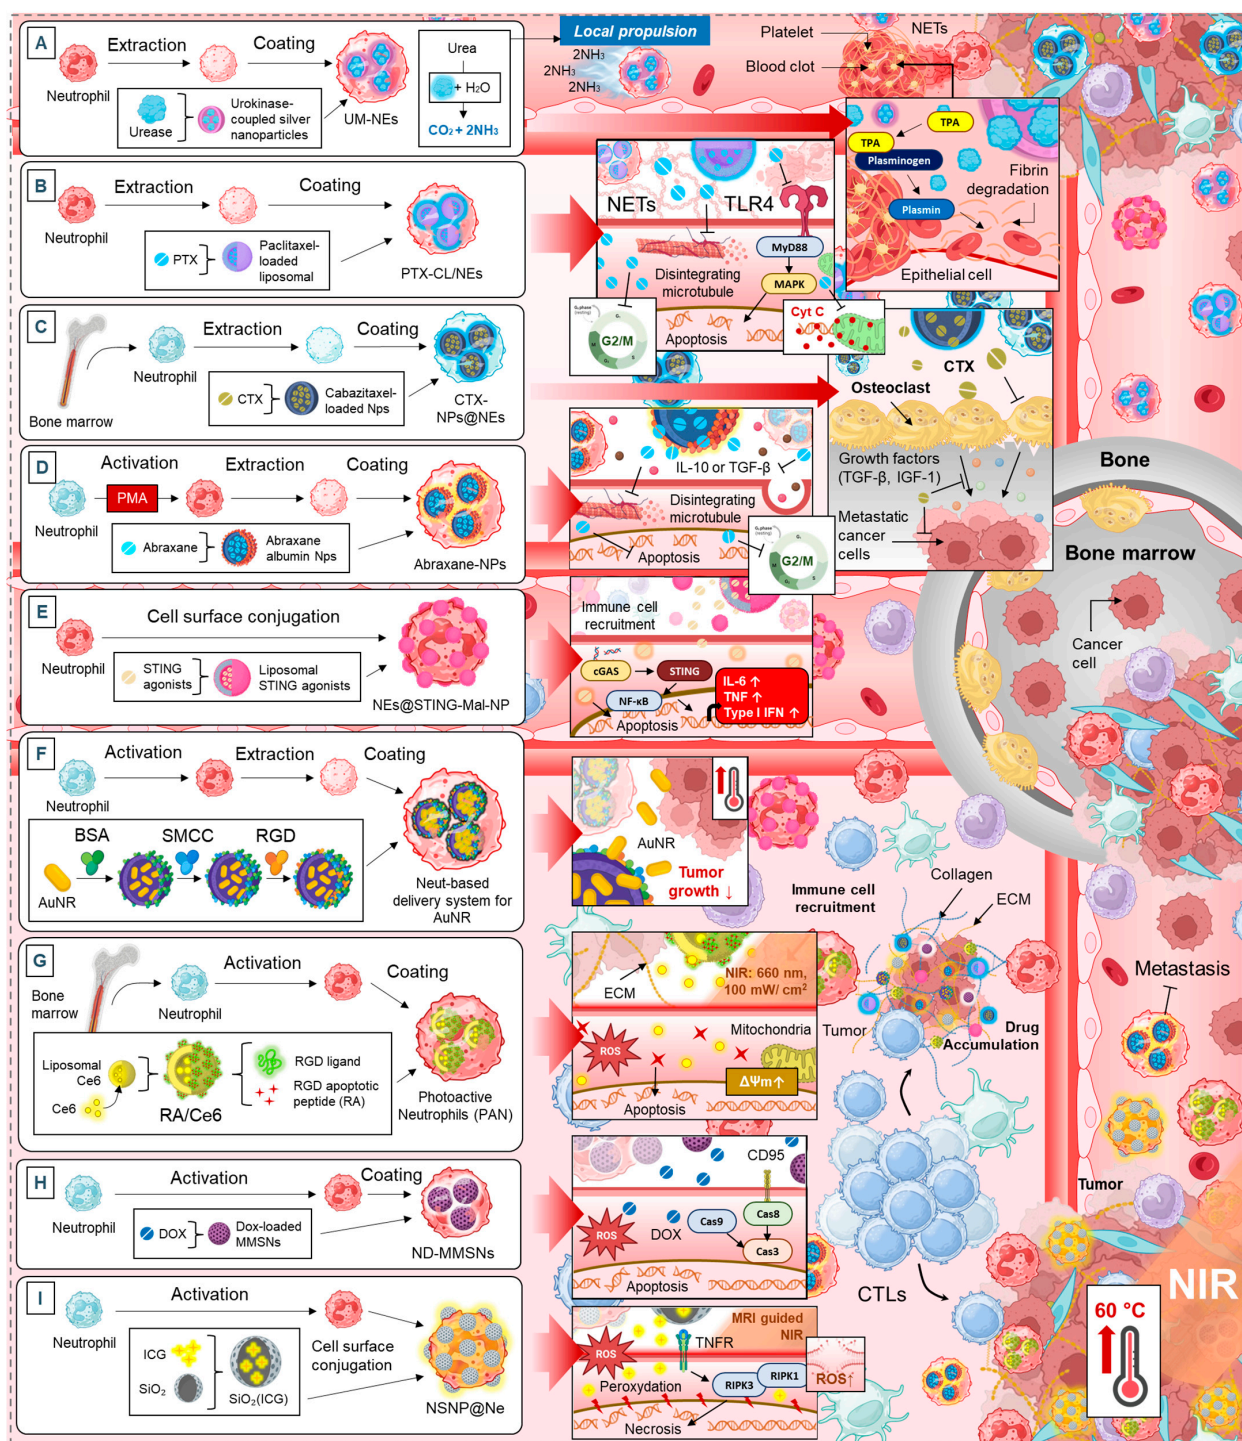 A
Extraction
Coating
Neutrophil
Urease
Urokinase-
coupled silver
nanoparticles
UM-NEs
Urea
+ H₂O
CO₂ + 2NH₃
Local propulsion
2NH₃
2NH₃
2NH₃
Platelet
Blood clot
NETs
TPA
TPA
Plasminogen
Plasmin
Fibrin
degradation
Epithelial cell
B
Extraction
Coating
Neutrophil
PTX
Paclitaxel-
loaded
liposomal
PTX-CL/NEs
NETs
TLR4
MyD88
MAPK
Disintegrating
microtubule
Apoptosis
G2/M
Cyt C
C
Extraction
Coating
Neutrophil
Bone marrow
CTX
Cabazitaxel-
loaded Nps
CTX-
NPs@NEs
CTX
Osteoclast
Growth factors
(TGF-β, IGF-1)
Metastatic
cancer
cells
D
Activation
Extraction
Coating
PMA
Neutrophil
Abraxane
Abraxane
albumin Nps
Abraxane-NPs
IL-10 or TGF-β
Disintegrating
microtubule
Apoptosis
G2/M
Bone
Bone marrow
Cancer
cell
E
Cell surface conjugation
Neutrophil
STING
agonists
Liposomal
STING agonists
NEs@STING-Mal-NP
Immune cell
recruitment
cGAS
STING
NF-κB
IL-6 ↑
TNF ↑
Type I IFN ↑
Apoptosis
F
Activation
Extraction
Coating
Neutrophil
BSA
SMCC
RGD
AuNR
Neut-based
delivery system for
AuNR
AuNR
Tumor
growth ↓
Immune cell
recruitment
Collagen
ECM
Tumor
Drug
Accumulation
Metastasis
G
Activation
Coating
Bone
marrow
Neutrophil
Liposomal
Ce6
Ce6
RA/Ce6
RGD ligand
RGD apoptotic
peptide (RA)
Photoactive
Neutrophils (PAN)
ECM
NIR: 660 nm,
100 mW/ cm²
ROS
Mitochondria
ΔΨm↑
Apoptosis
H
Activation
Coating
Neutrophil
DOX
Dox-loaded
MMSNs
ND-MMSNs
CD95
ROS
DOX
Cas9
Cas8
Cas3
Apoptosis
CTLs
Tumor
NIR
60 °C
I
Activation
Neutrophil
ICG
SiO₂
SiO₂(ICG)
Cell surface
conjugation
NSNP@Ne
MRI guided
NIR
ROS
TNFR
Peroxydation
RIPK3
RIPK1
ROS↑
Necrosis